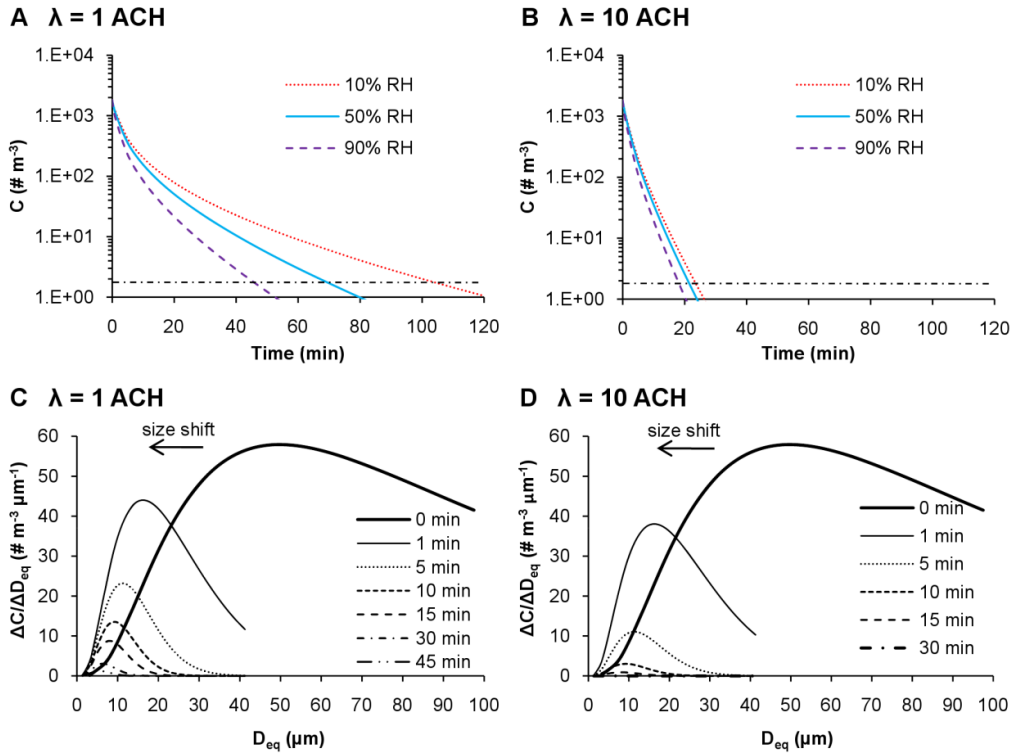 A λ = 1 ACH
1.E+04
1.E+03
1.E+02
1.E+01
1.E+00
C (# m-3)
0 20 40 60 80 100 120
Time (min)
10% RH
50% RH
90% RH
B λ = 10 ACH
1.E+04
1.E+03
1.E+02
1.E+01
1.E+00
C (# m-3)
0 20 40 60 80 100 120
Time (min)
10% RH
50% RH
90% RH
C λ = 1 ACH
60
50
40
30
20
10
0
ΔC/ΔDeq (# m-3 µm-1)
0 10 20 30 40 50 60 70 80 90 100
Deq (µm)
size shift
0 min
1 min
5 min
10 min
15 min
30 min
45 min
D λ = 10 ACH
60
50
40
30
20
10
0
ΔC/ΔDeq (# m-3 µm-1)
0 10 20 30 40 50 60 70 80 90 100
Deq (µm)
size shift
0 min
1 min
5 min
10 min
15 min
30 min